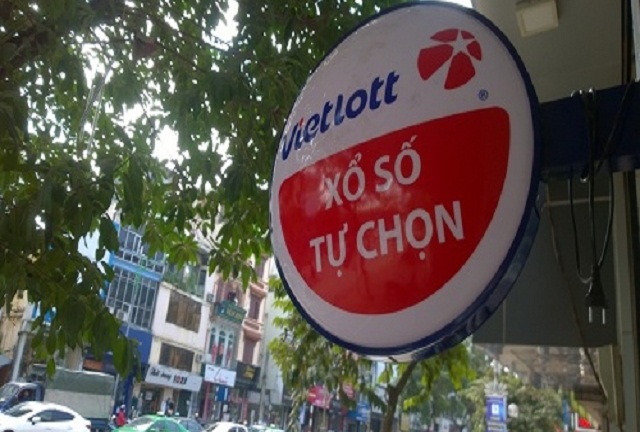 Vietlott
®
XỔ SỐ
TỰ CHỌN